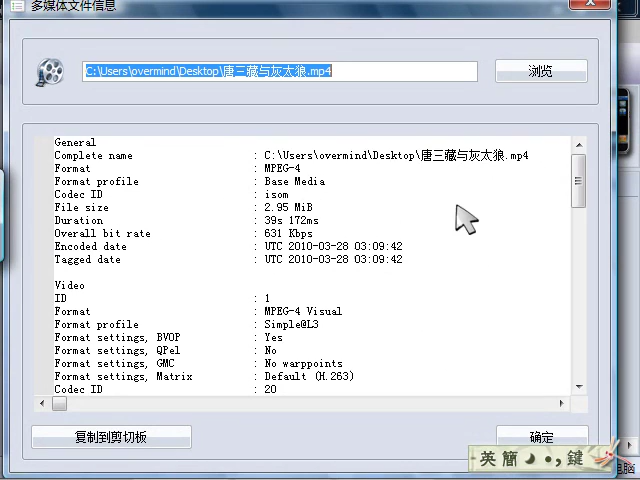 多媒体文件信息
C:\Users\overmind\Desktop\唐三藏与灰太狼.mp4
浏览
General
Complete name : C:\Users\overmind\Desktop\唐三藏与灰太狼.mp4
Format : MPEG-4
Format profile : Base Media
Codec ID : isom
File size : 2.95 MiB
Duration : 39s 172ms
Overall bit rate : 631 Kbps
Encoded date : UTC 2010-03-28 03:09:42
Tagged date : UTC 2010-03-28 03:09:42
Video
ID : 1
Format : MPEG-4 Visual
Format profile : Simple@L3
Format settings, BVOP : Yes
Format settings, QPel : No
Format settings, GMC : No warppoints
Format settings, Matrix : Default (H.263)
Codec ID : 20
复制到剪切板
确定
英 簡 , 鍵
电脑